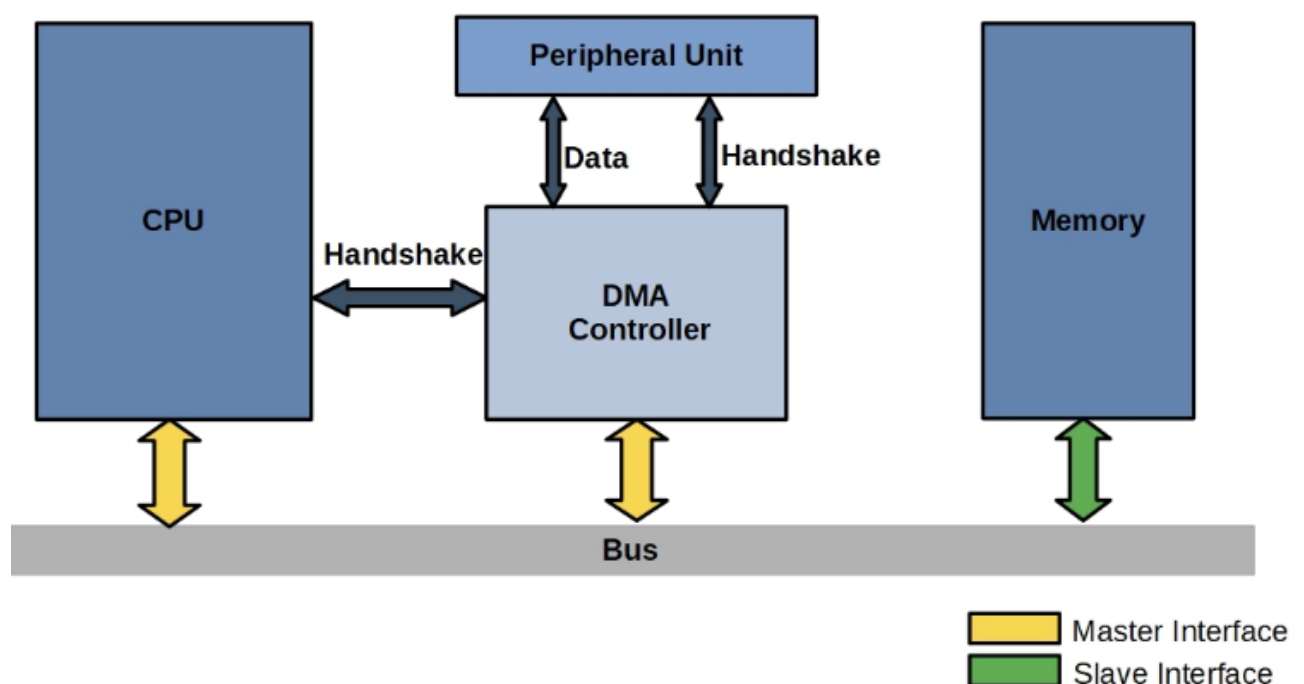 Peripheral Unit
Data
Handshake
CPU
Memory
Handshake
DMA
Controller
Bus
Master Interface
Slave Interface